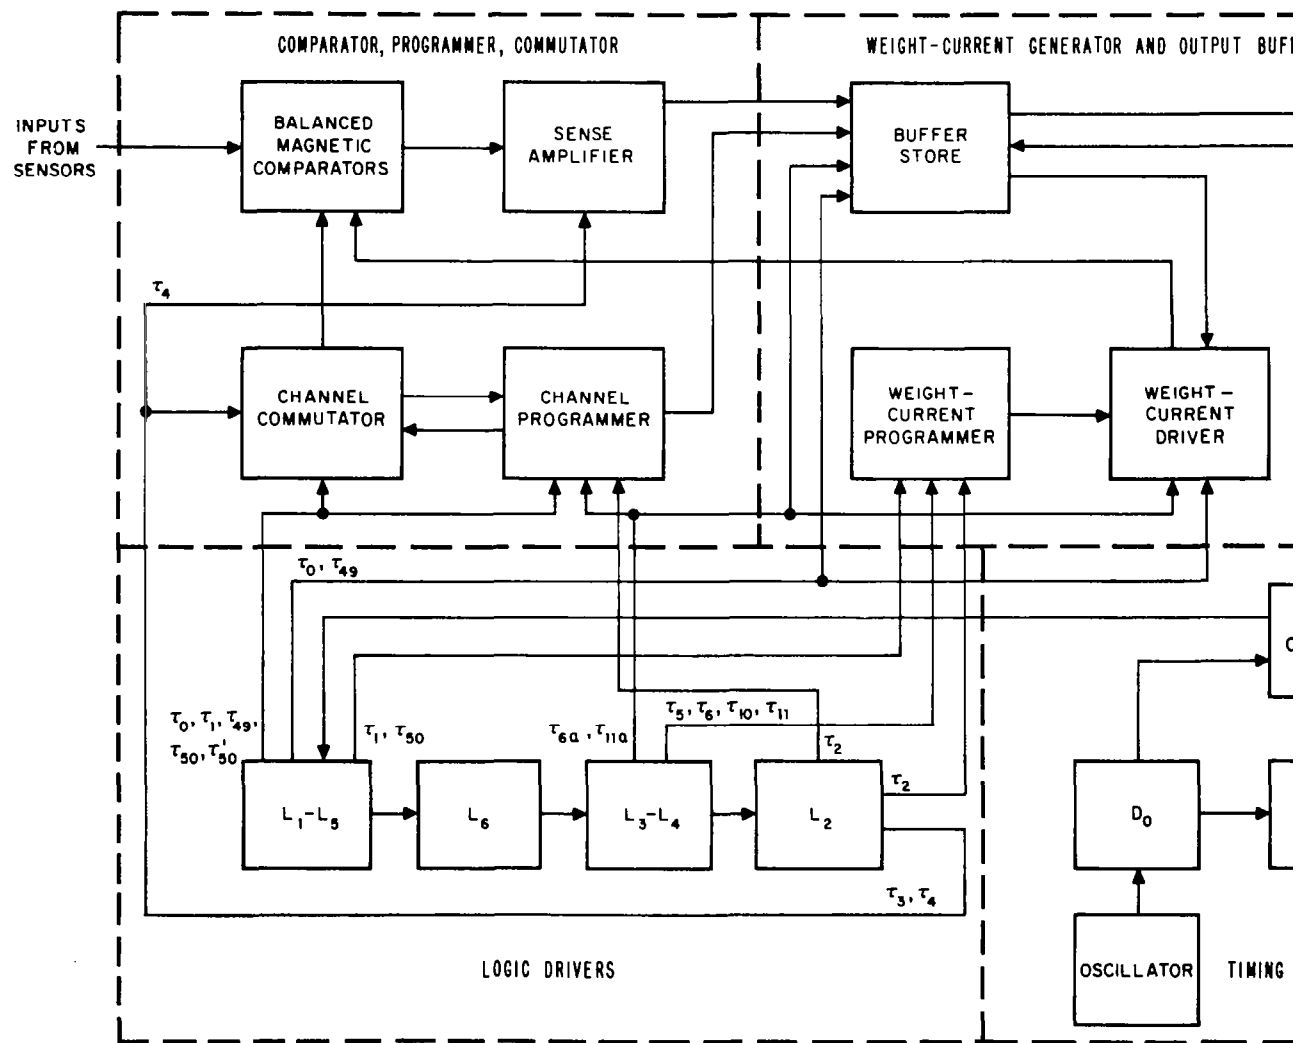 COMPARATOR, PROGRAMMER, COMMUTATOR
WEIGHT-CURRENT GENERATOR AND OUTPUT BUF
INPUTS
FROM
SENSORS
BALANCED
MAGNETIC
COMPARATORS
SENSE
AMPLIFIER
BUFFER
STORE
τ4
CHANNEL
COMMUTATOR
CHANNEL
PROGRAMMER
WEIGHT-
CURRENT
PROGRAMMER
WEIGHT-
CURRENT
DRIVER
τ0, τ49
τ0, τ1, τ49,
τ50, τ'50
τ1, τ50
τ6a, τ11a
τ5, τ6, τ10, τ11
τ2
τ2
L1-L5
L6
L3-L4
L2
D0
τ3, τ4
OSCILLATOR
LOGIC DRIVERS
TIMING